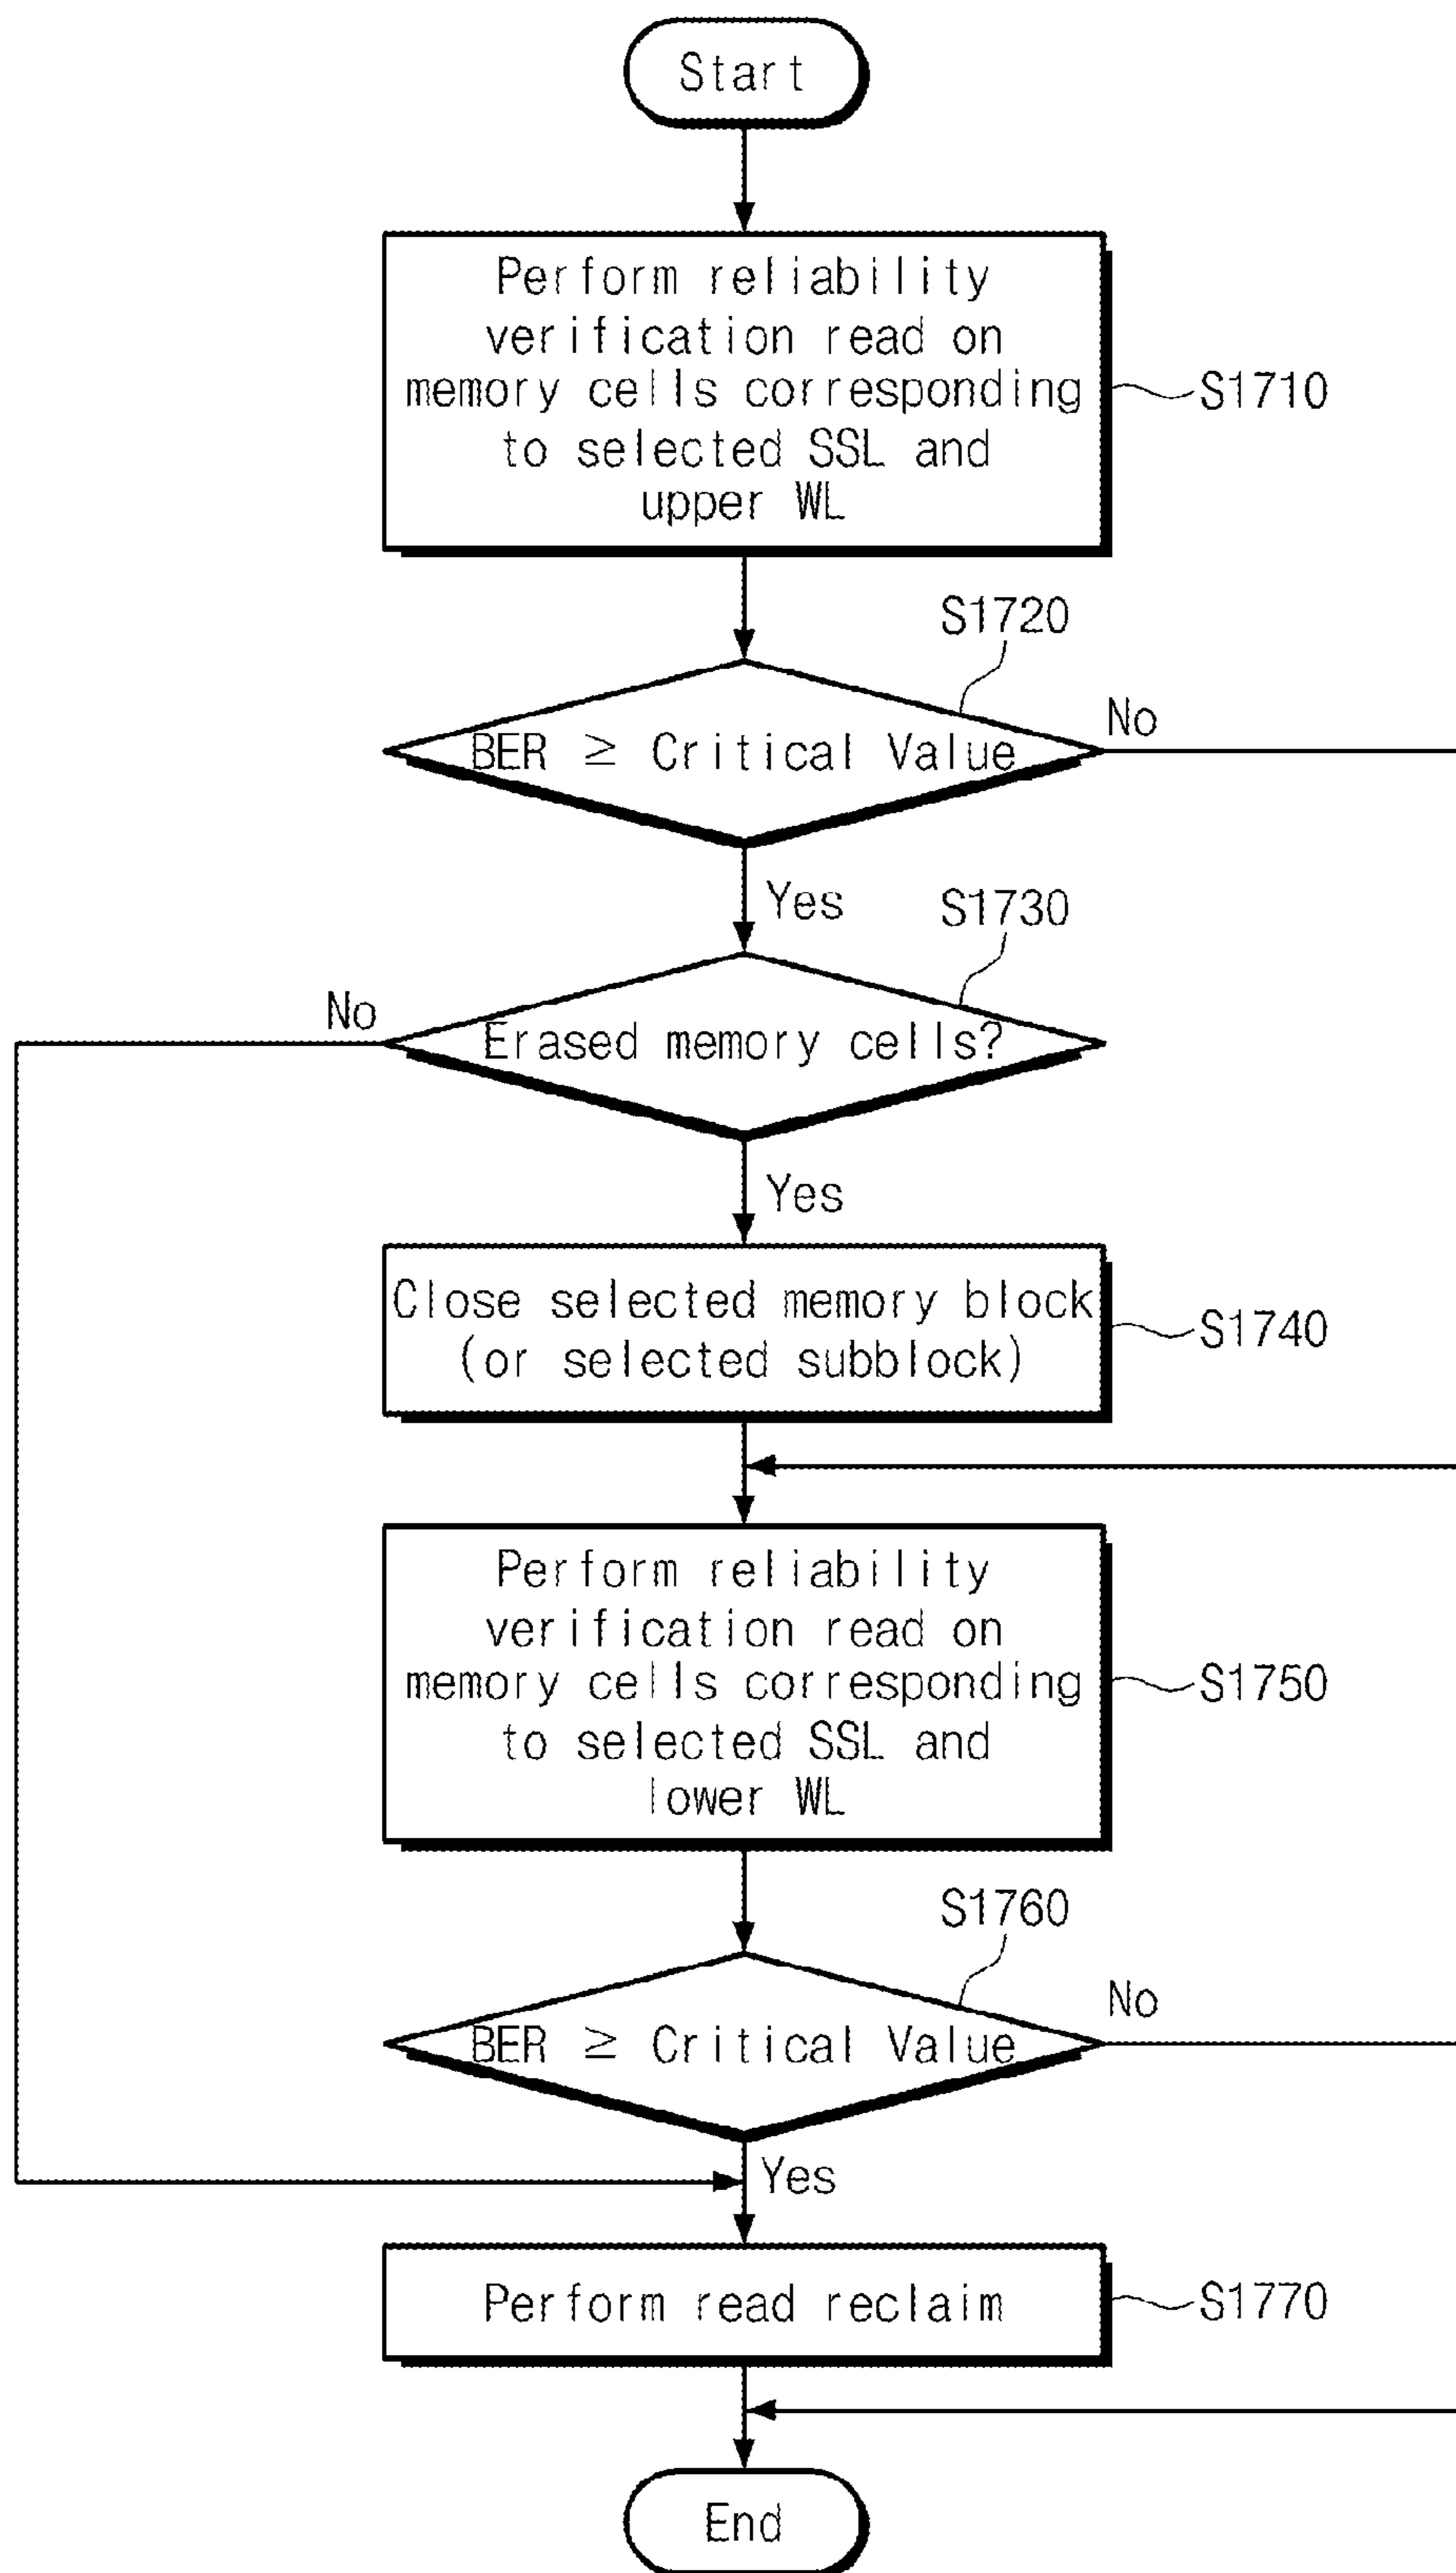 Start
Perform reliability
verification read on
memory cells corresponding
to selected SSL and
upper WL
S1710
S1720
BER ≥ Critical Value
No
Yes
S1730
No
Erased memory cells?
Yes
Close selected memory block
(or selected subblock)
S1740
Perform reliability
verification read on
memory cells corresponding
to selected SSL and
lower WL
S1750
S1760
BER ≥ Critical Value
No
Yes
Perform read reclaim
S1770
End